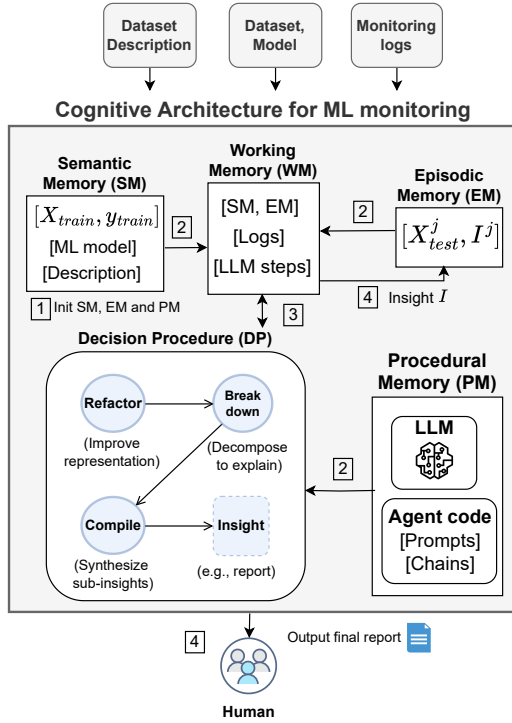 Dataset
Description
Dataset,
Model
Monitoring
logs
Cognitive Architecture for ML monitoring
Semantic
Memory (SM)
[X_train, y_train]
[ML model]
[Description]
2
Working
Memory (WM)
[SM, EM]
[Logs]
[LLM steps]
2
Episodic
Memory (EM)
[X^j_test, I^j]
4 Insight I
1 Init SM, EM and PM
3
Decision Procedure (DP)
Refactor
(Improve
representation)
Break
down
(Decompose
to explain)
Compile
(Synthesize
sub-insights)
Insight
(e.g., report)
2
Procedural
Memory (PM)
LLM
Agent code
[Prompts]
[Chains]
4
Output final report
Human